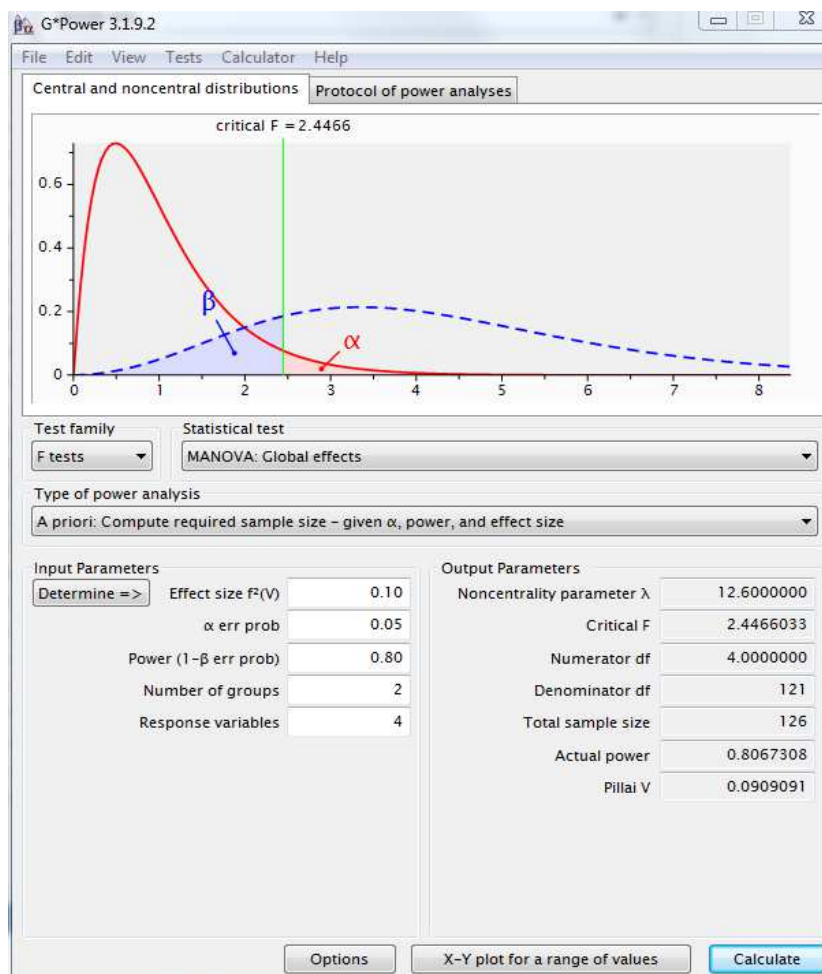 βα G*Power 3.1.9.2
File Edit View Tests Calculator Help
Central and noncentral distributions Protocol of power analyses
critical F = 2.4466
0.6
0.4
0.2
0
β
α
0 1 2 3 4 5 6 7 8
Test family Statistical test
F tests MANOVA: Global effects
Type of power analysis
A priori: Compute required sample size – given α, power, and effect size
Input Parameters Output Parameters
Determine => Effect size f²(V) 0.10 Noncentrality parameter λ 12.6000000
α err prob 0.05 Critical F 2.4466033
Power (1-β err prob) 0.80 Numerator df 4.0000000
Number of groups 2 Denominator df 121
Response variables 4 Total sample size 126
Actual power 0.8067308
Pillai V 0.0909091
Options X-Y plot for a range of values Calculate